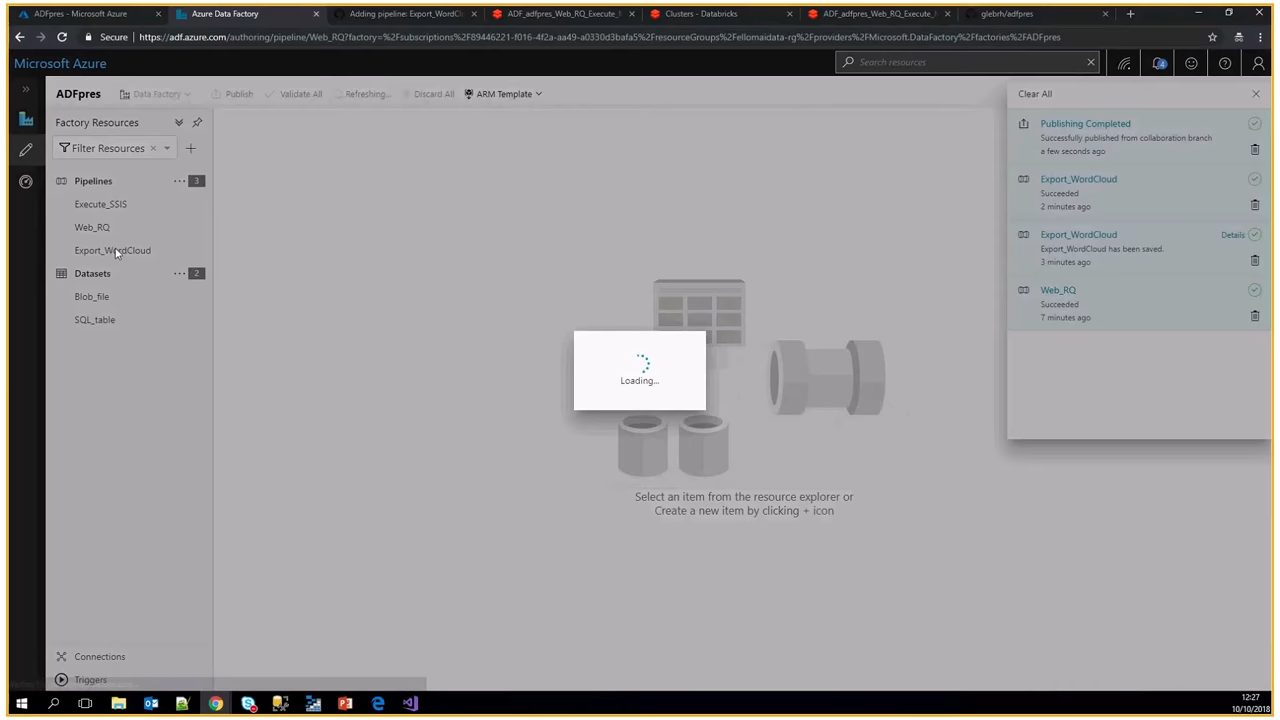 ADFpres - Microsoft Azure
Azure Data Factory
Adding pipeline: Export_WordCl
ADF_adfpres_Web_RQ_Execute_
Clusters - Databricks
ADF_adfpres_Web_RQ_Execute_
glebrh/adfpres
Secure
https://adf.azure.com/authoring/pipeline/Web_RQ?factory=%2Fsubscriptions%2F89446221-f016-4f2a-aa49-a0330d3bafa5%2FresourceGroups%2Fellomaidata-rg%2Fproviders%2FMicrosoft.DataFactory%2Ffactories%2FADFpres
Microsoft Azure
Search resources
4
ADFpres
Data Factory
Publish
Validate All
Refreshing...
Discard All
ARM Template
Clear All
Factory Resources
Filter Resources
Pipelines
3
Execute_SSIS
Web_RQ
Export_WordCloud
Datasets
2
Blob_file
SQL_table
Publishing Completed
Successfully published from collaboration branch
a few seconds ago
Export_WordCloud
Succeeded
2 minutes ago
Export_WordCloud
Details
Export_WordCloud has been saved.
3 minutes ago
Web_RQ
Succeeded
7 minutes ago
Loading...
Select an item from the resource explorer or
Create a new item by clicking + icon
Connections
Triggers
12:27
10/10/2018